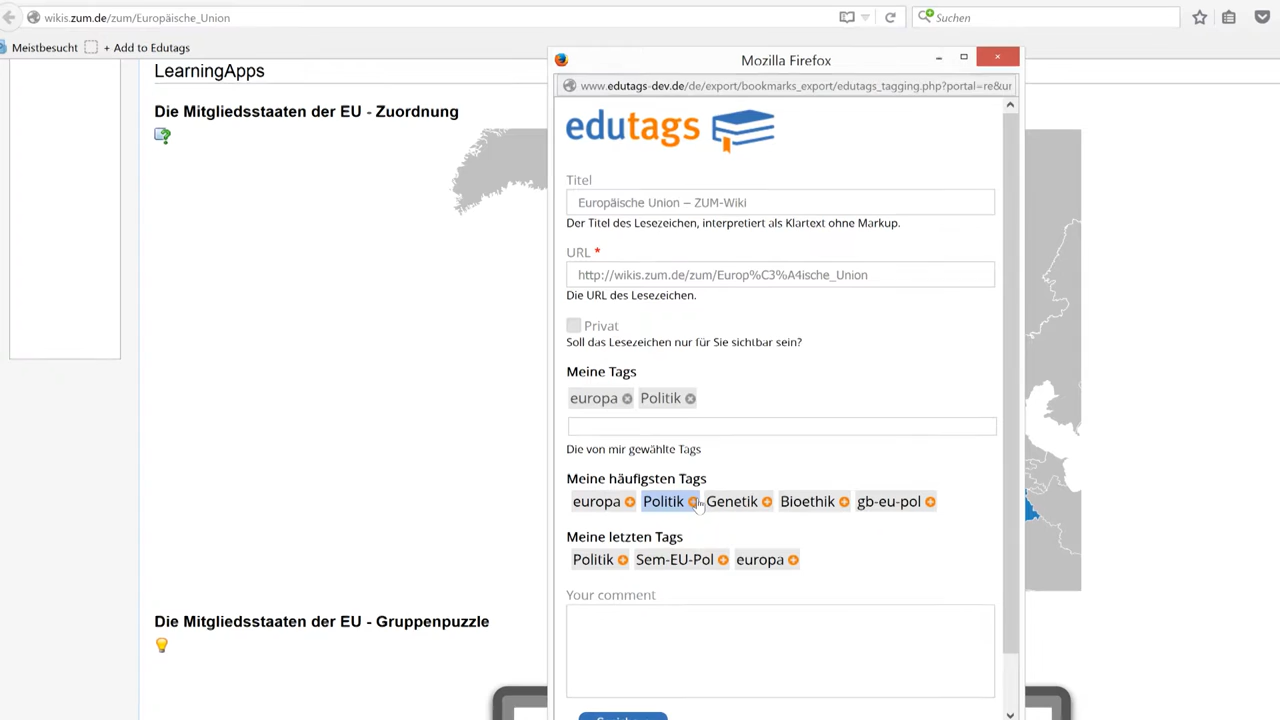 wikis.zum.de/zum/Europäische_Union
Suchen
Meistbesucht
+ Add to Edutags
LearningApps
Die Mitgliedsstaaten der EU - Zuordnung
Die Mitgliedsstaaten der EU - Gruppenpuzzle
Mozilla Firefox
www.edutags-dev.de/de/export/bookmarks_export/edutags_tagging.php?portal=re&ur
edutags
Titel
Europäische Union – ZUM-Wiki
Der Titel des Lesezeichen, interpretiert als Klartext ohne Markup.
URL *
http://wikis.zum.de/zum/Europ%C3%A4ische_Union
Die URL des Lesezeichen.
Privat
Soll das Lesezeichen nur für Sie sichtbar sein?
Meine Tags
europa Politik
Die von mir gewählte Tags
Meine häufigsten Tags
europa Politik Genetik Bioethik gb-eu-pol
Meine letzten Tags
Politik Sem-EU-Pol europa
Your comment